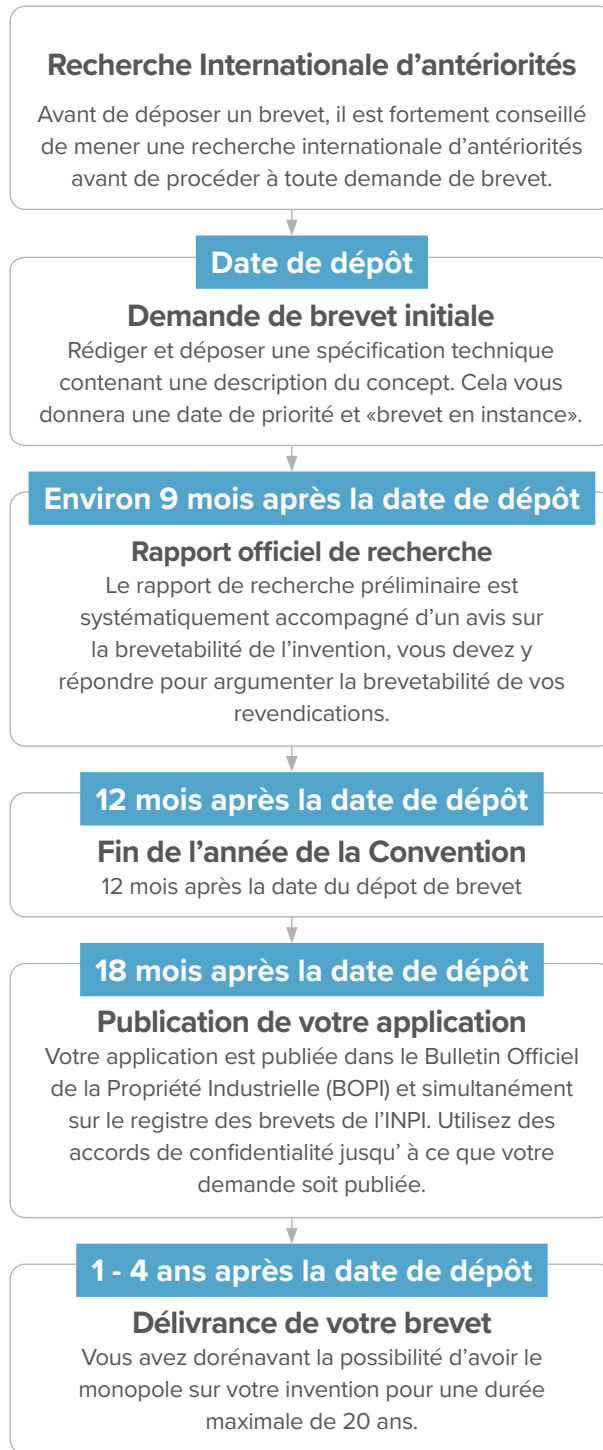 Recherche Internationale d’antériorités
Avant de déposer un brevet, il est fortement conseillé
de mener une recherche internationale d’antériorités
avant de procéder à toute demande de brevet.
Date de dépôt
Demande de brevet initiale
Rédiger et déposer une spécification technique
contenant une description du concept. Cela vous
donnera une date de priorité et «brevet en instance».
Environ 9 mois après la date de dépôt
Rapport officiel de recherche
Le rapport de recherche préliminaire est
systématiquement accompagné d’un avis sur
la brevetabilité de l’invention, vous devez y
répondre pour argumenter la brevetabilité de vos
revendications.
12 mois après la date de dépôt
Fin de l’année de la Convention
12 mois après la date du dépot de brevet
18 mois après la date de dépôt
Publication de votre application
Votre application est publiée dans le Bulletin Officiel
de la Propriété Industrielle (BOPI) et simultanément
sur le registre des brevets de l’INPI. Utilisez des
accords de confidentialité jusqu’ à ce que votre
demande soit publiée.
1 - 4 ans après la date de dépôt
Délivrance de votre brevet
Vous avez dorénavant la possibilité d’avoir le
monopole sur votre invention pour une durée
maximale de 20 ans.